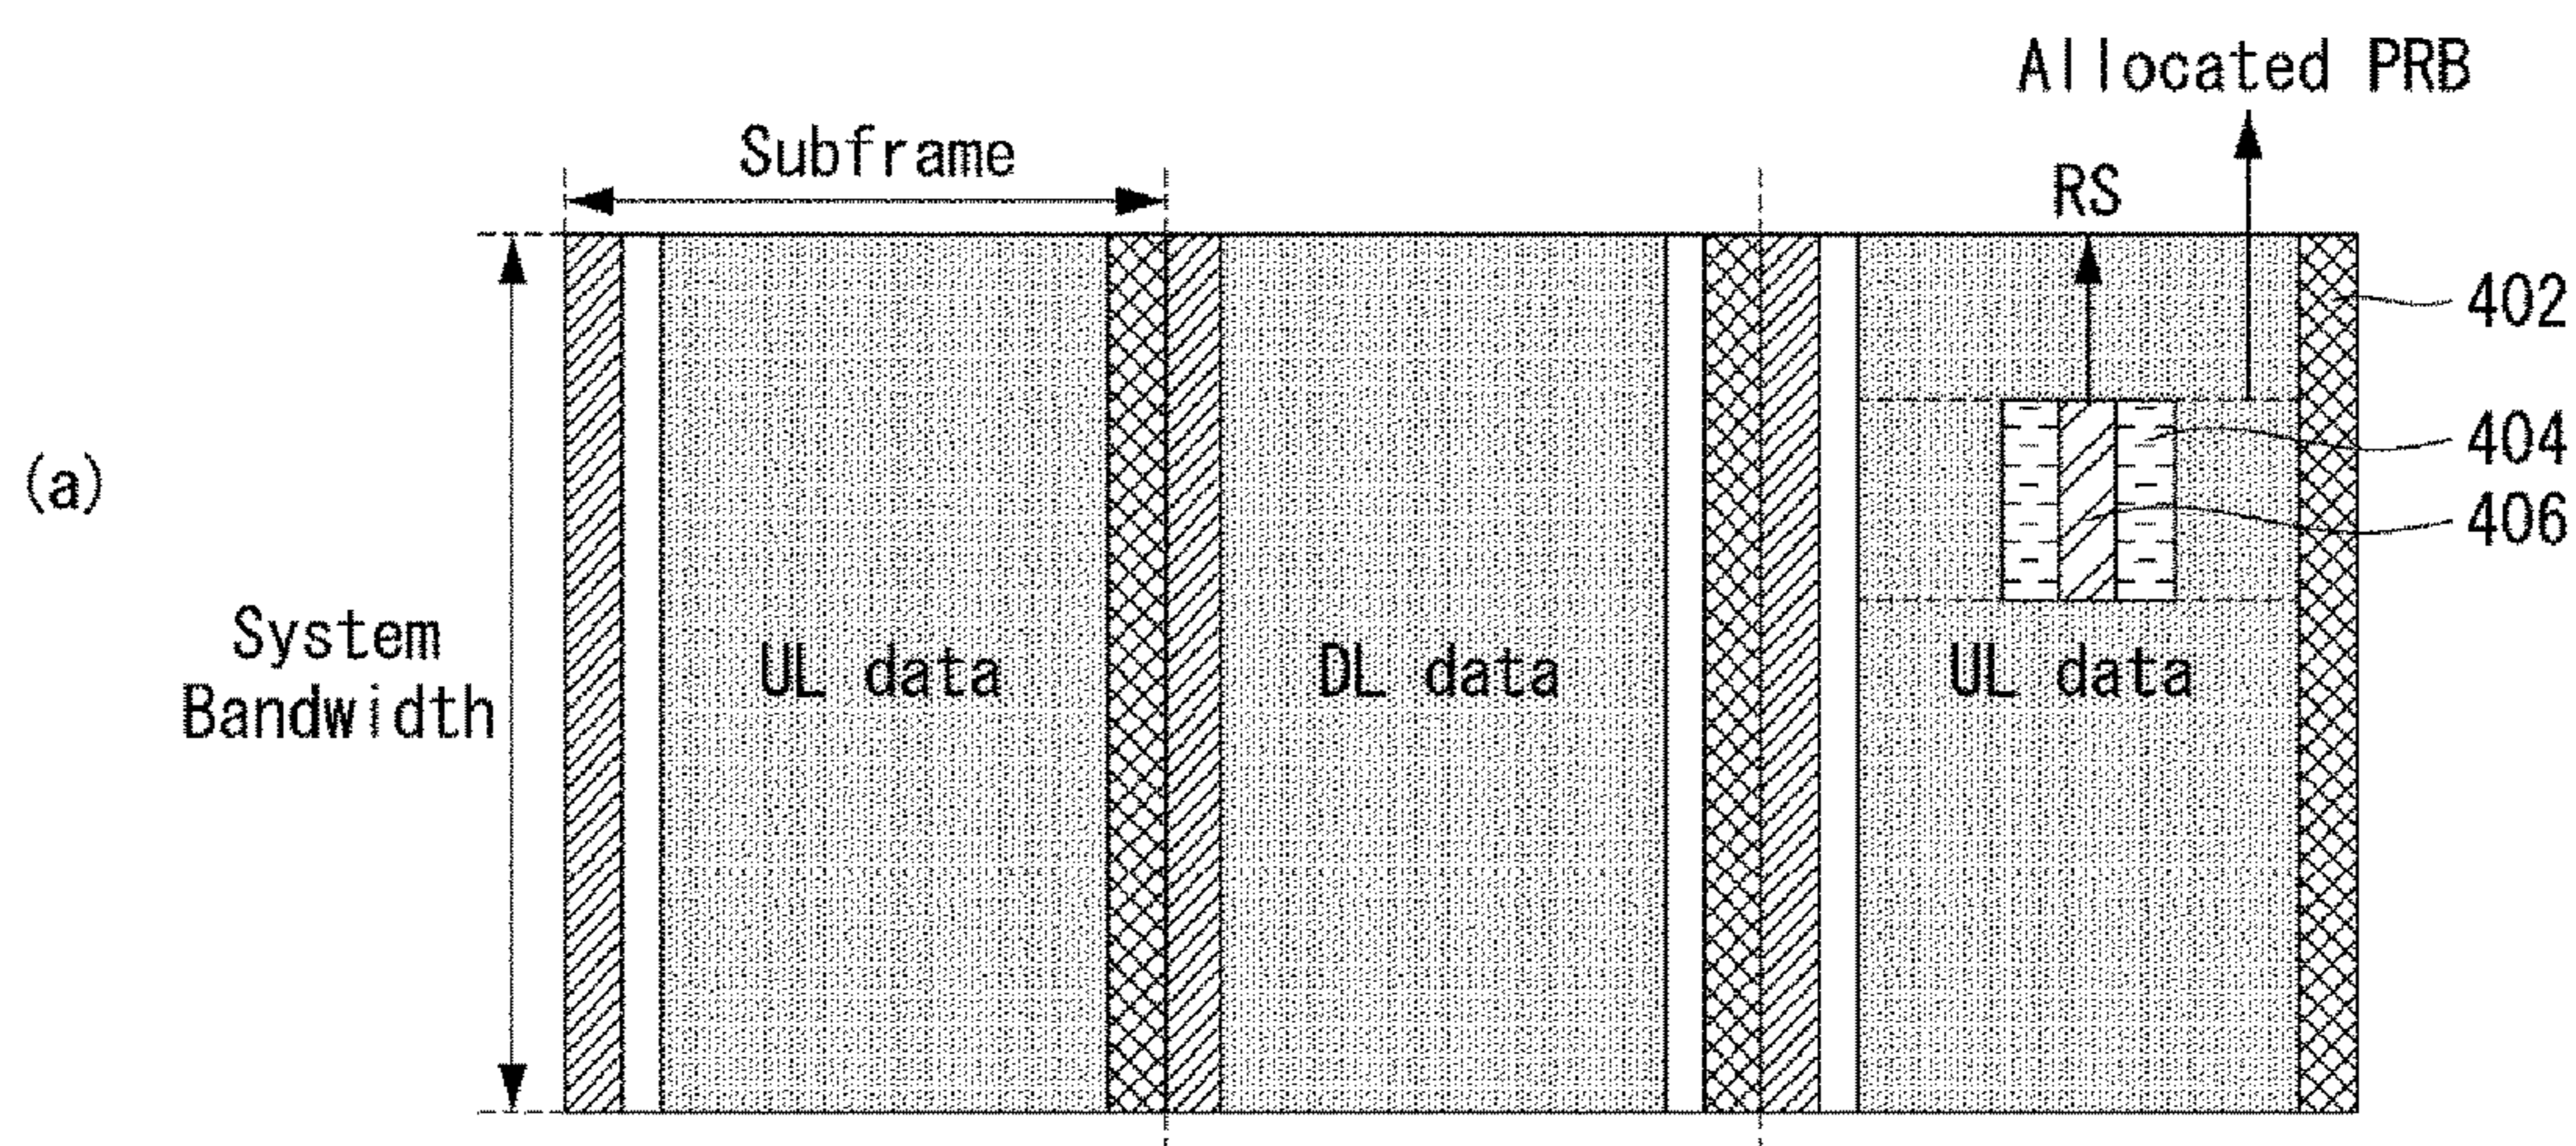 Allocated PRB
Subframe
RS
402
404
(a)
406
System
Bandwidth
UL data
DL data
UL data